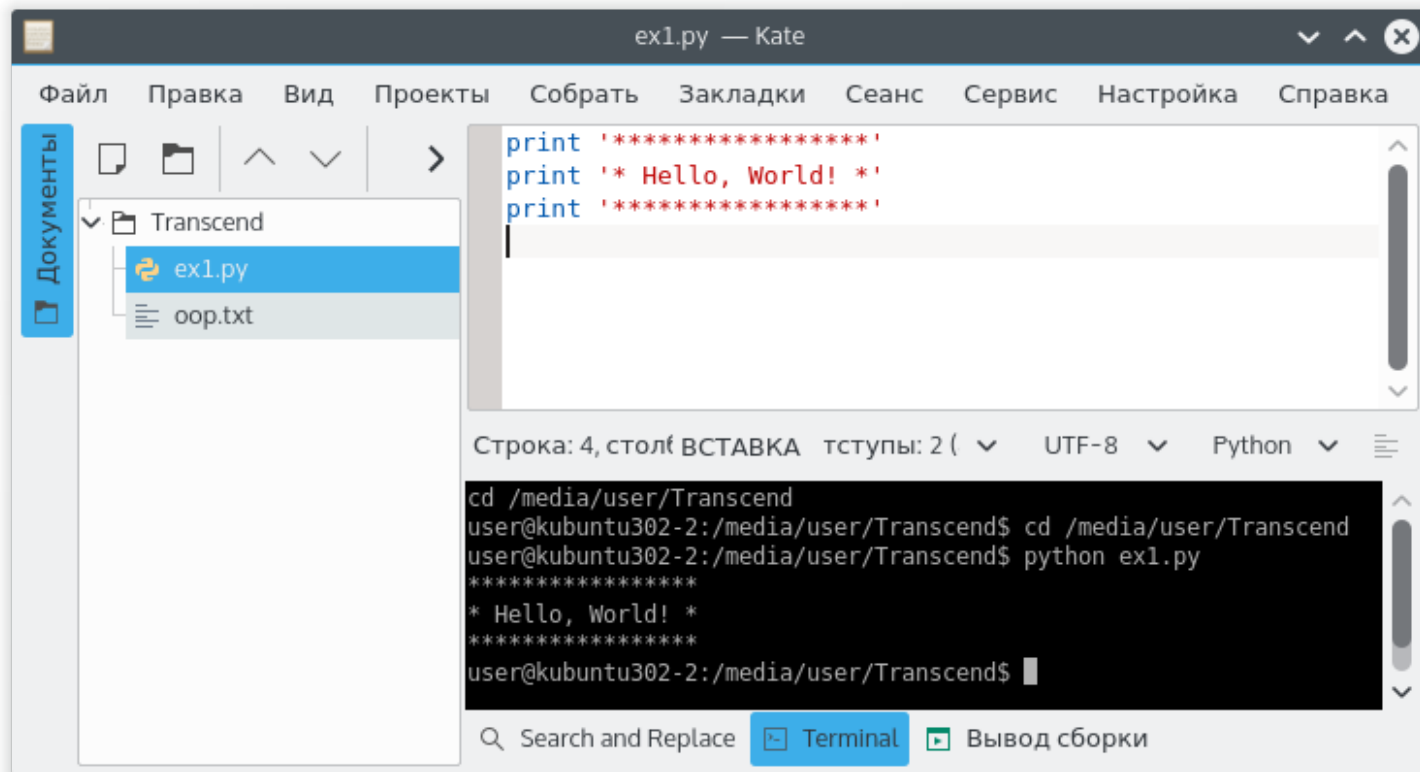 ex1.py — Kate
Файл Правка Вид Проекты Собрать Закладки Сеанс Сервис Настройка Справка
Документы
Transcend
ex1.py
oop.txt
print '*****************'
print '* Hello, World! *'
print '*****************'
Строка: 4, стол ВСТАВКА тступы: 2 ( UTF-8 Python
cd /media/user/Transcend
user@kubuntu302-2:/media/user/Transcend$ cd /media/user/Transcend
user@kubuntu302-2:/media/user/Transcend$ python ex1.py
*****************
* Hello, World! *
*****************
user@kubuntu302-2:/media/user/Transcend$
Search and Replace Terminal Вывод сборки